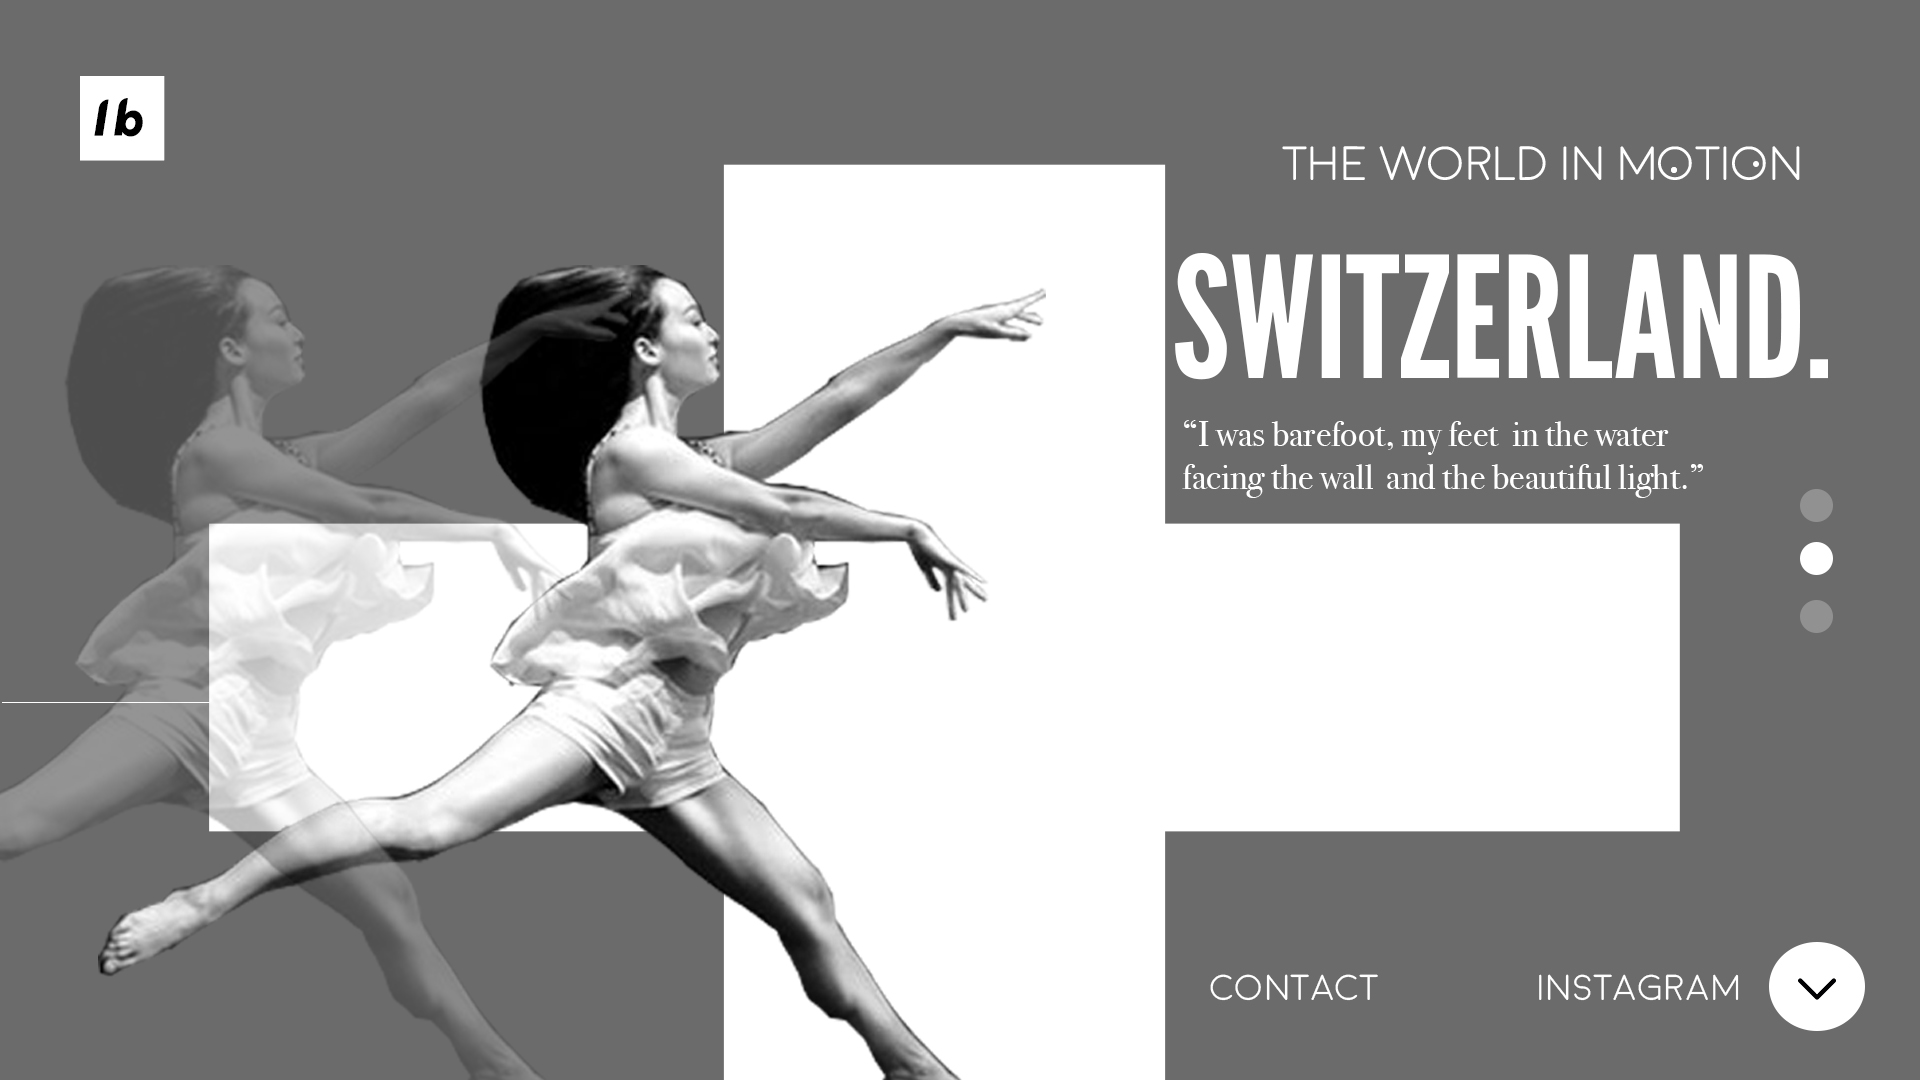 lb
THE WORLD IN MOTION
SWITZERLAND.
“I was barefoot, my feet in the water
facing the wall and the beautiful light.”
CONTACT
INSTAGRAM